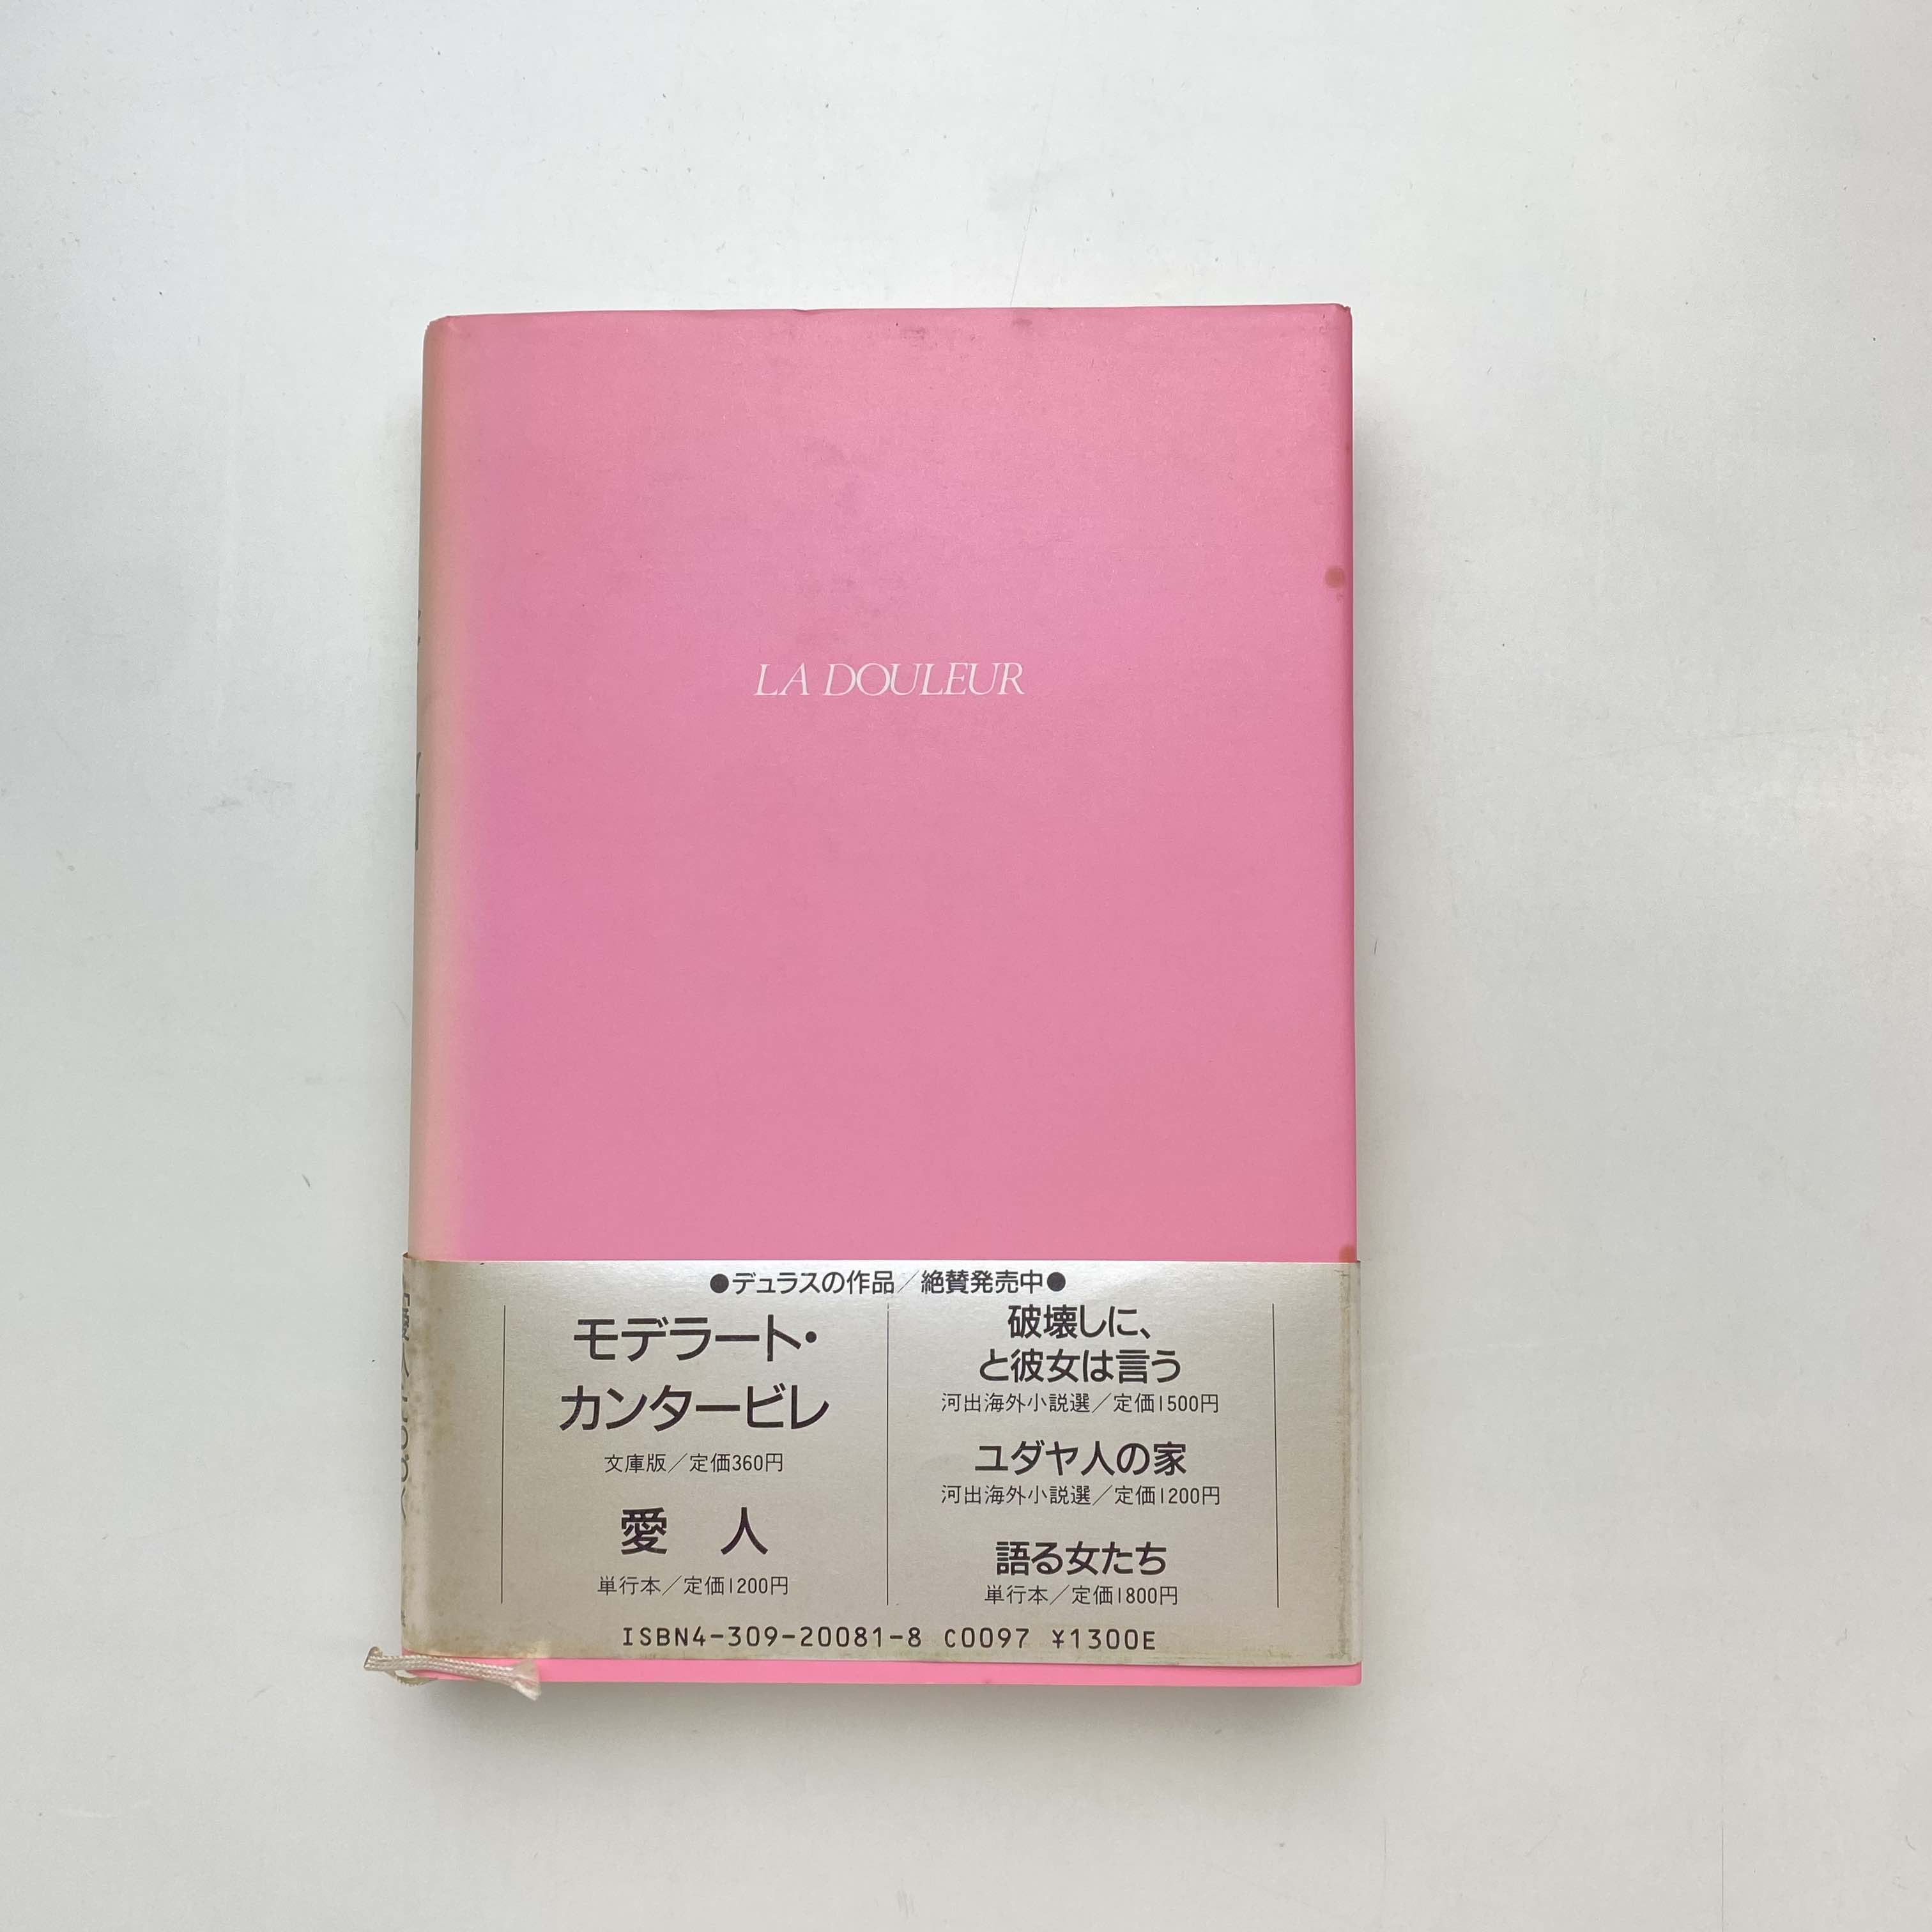 LA DOULEUR
●デュラスの作品／絶賛発売中●
モデラート・
カンタービレ
文庫版／定価360円
愛 人
単行本／定価1200円
破壊しに、
と彼女は言う
河出海外小説選／定価1500円
ユダヤ人の家
河出海外小説選／定価1200円
語る女たち
単行本／定価1800円
ISBN4-309-20081-8 C0097 ¥1300E